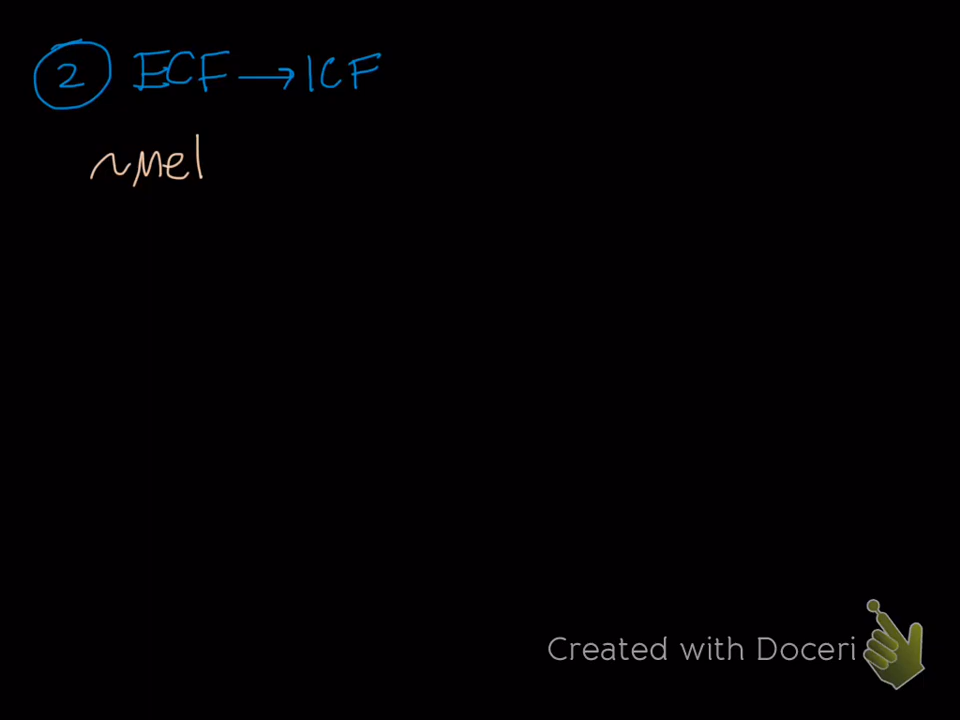 ② ECF → ICF
~ Mel
Created with Doceri